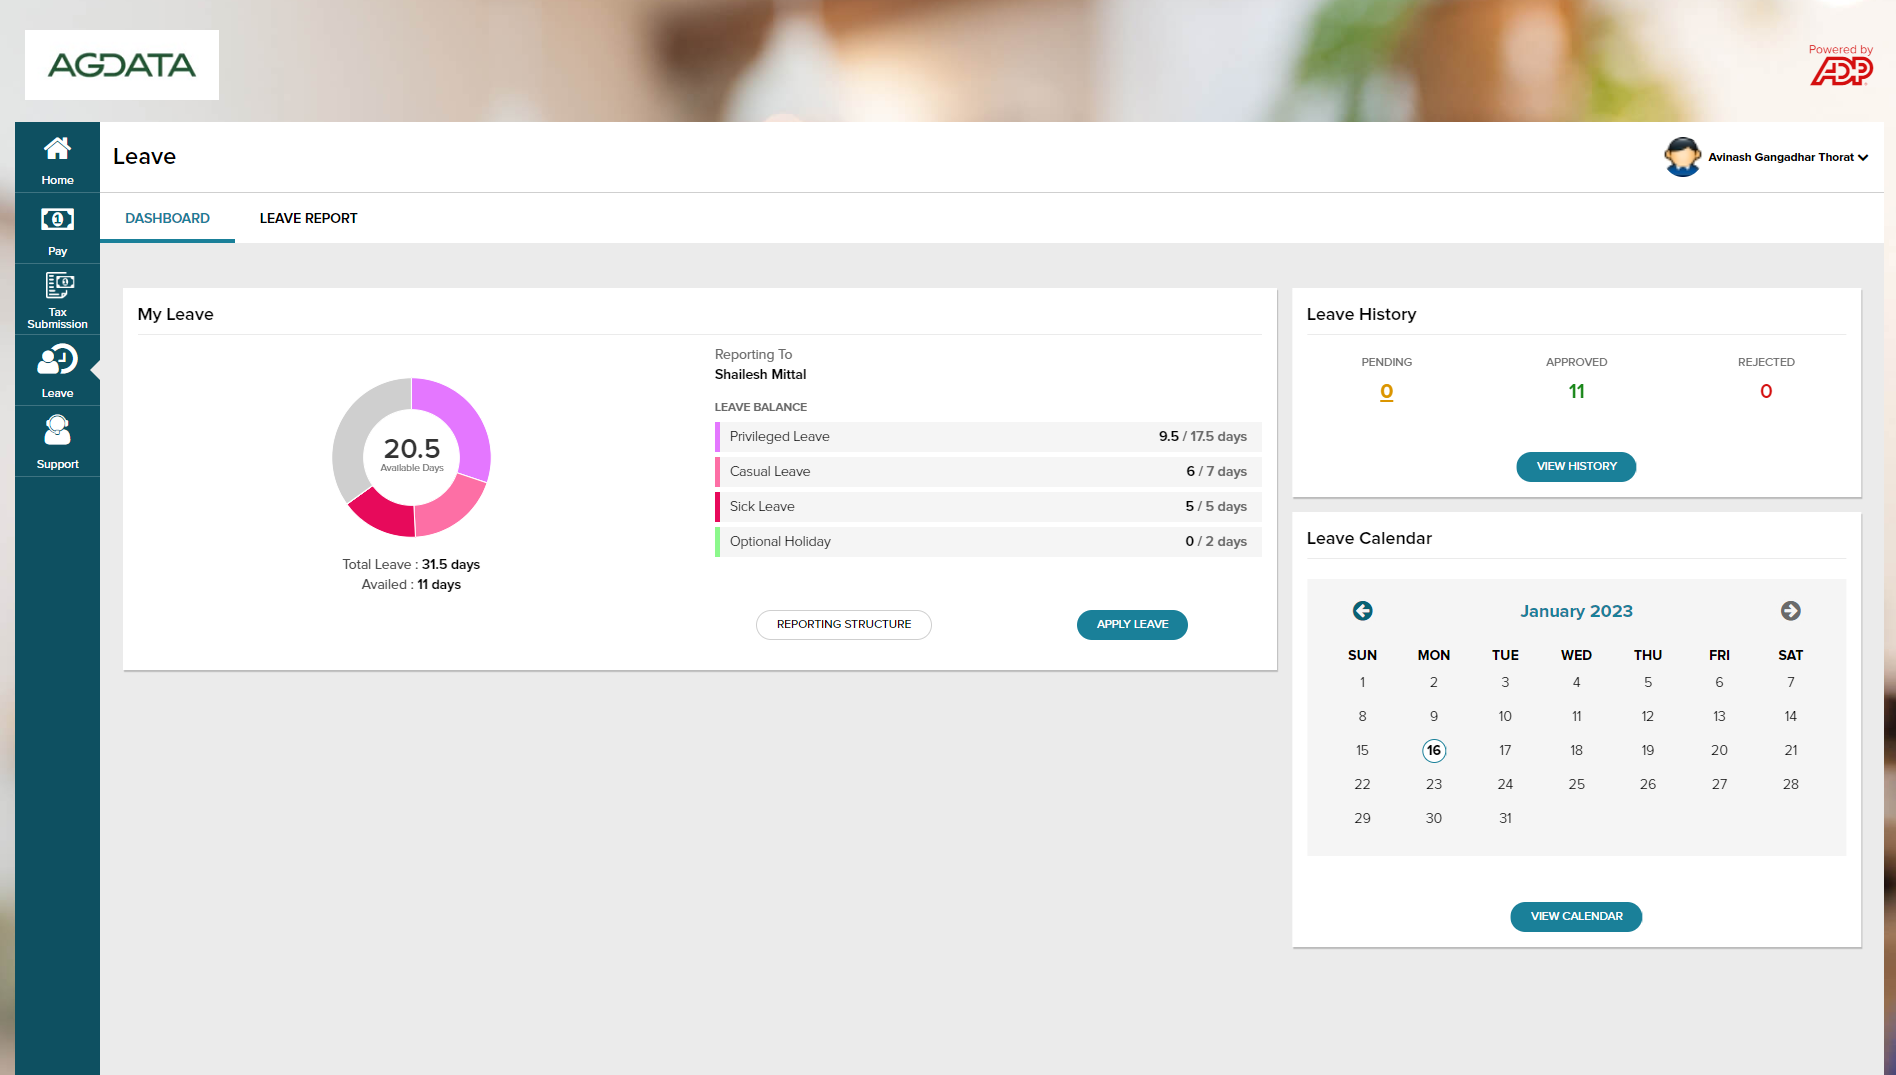 AGDATA
Powered by
ADP
Home
Pay
Tax
Submission
Leave
Support
Leave
Avinash Gangadhar Thorat
DASHBOARD
LEAVE REPORT
My Leave
20.5
Available Days
Total Leave : 31.5 days
Availed : 11 days
Reporting To
Shailesh Mittal
LEAVE BALANCE
Privileged Leave 9.5 / 17.5 days
Casual Leave 6 / 7 days
Sick Leave 5 / 5 days
Optional Holiday 0 / 2 days
REPORTING STRUCTURE
APPLY LEAVE
Leave History
PENDING APPROVED REJECTED
0 11 0
VIEW HISTORY
Leave Calendar
January 2023
SUN MON TUE WED THU FRI SAT
1 2 3 4 5 6 7
8 9 10 11 12 13 14
15 16 17 18 19 20 21
22 23 24 25 26 27 28
29 30 31
VIEW CALENDAR